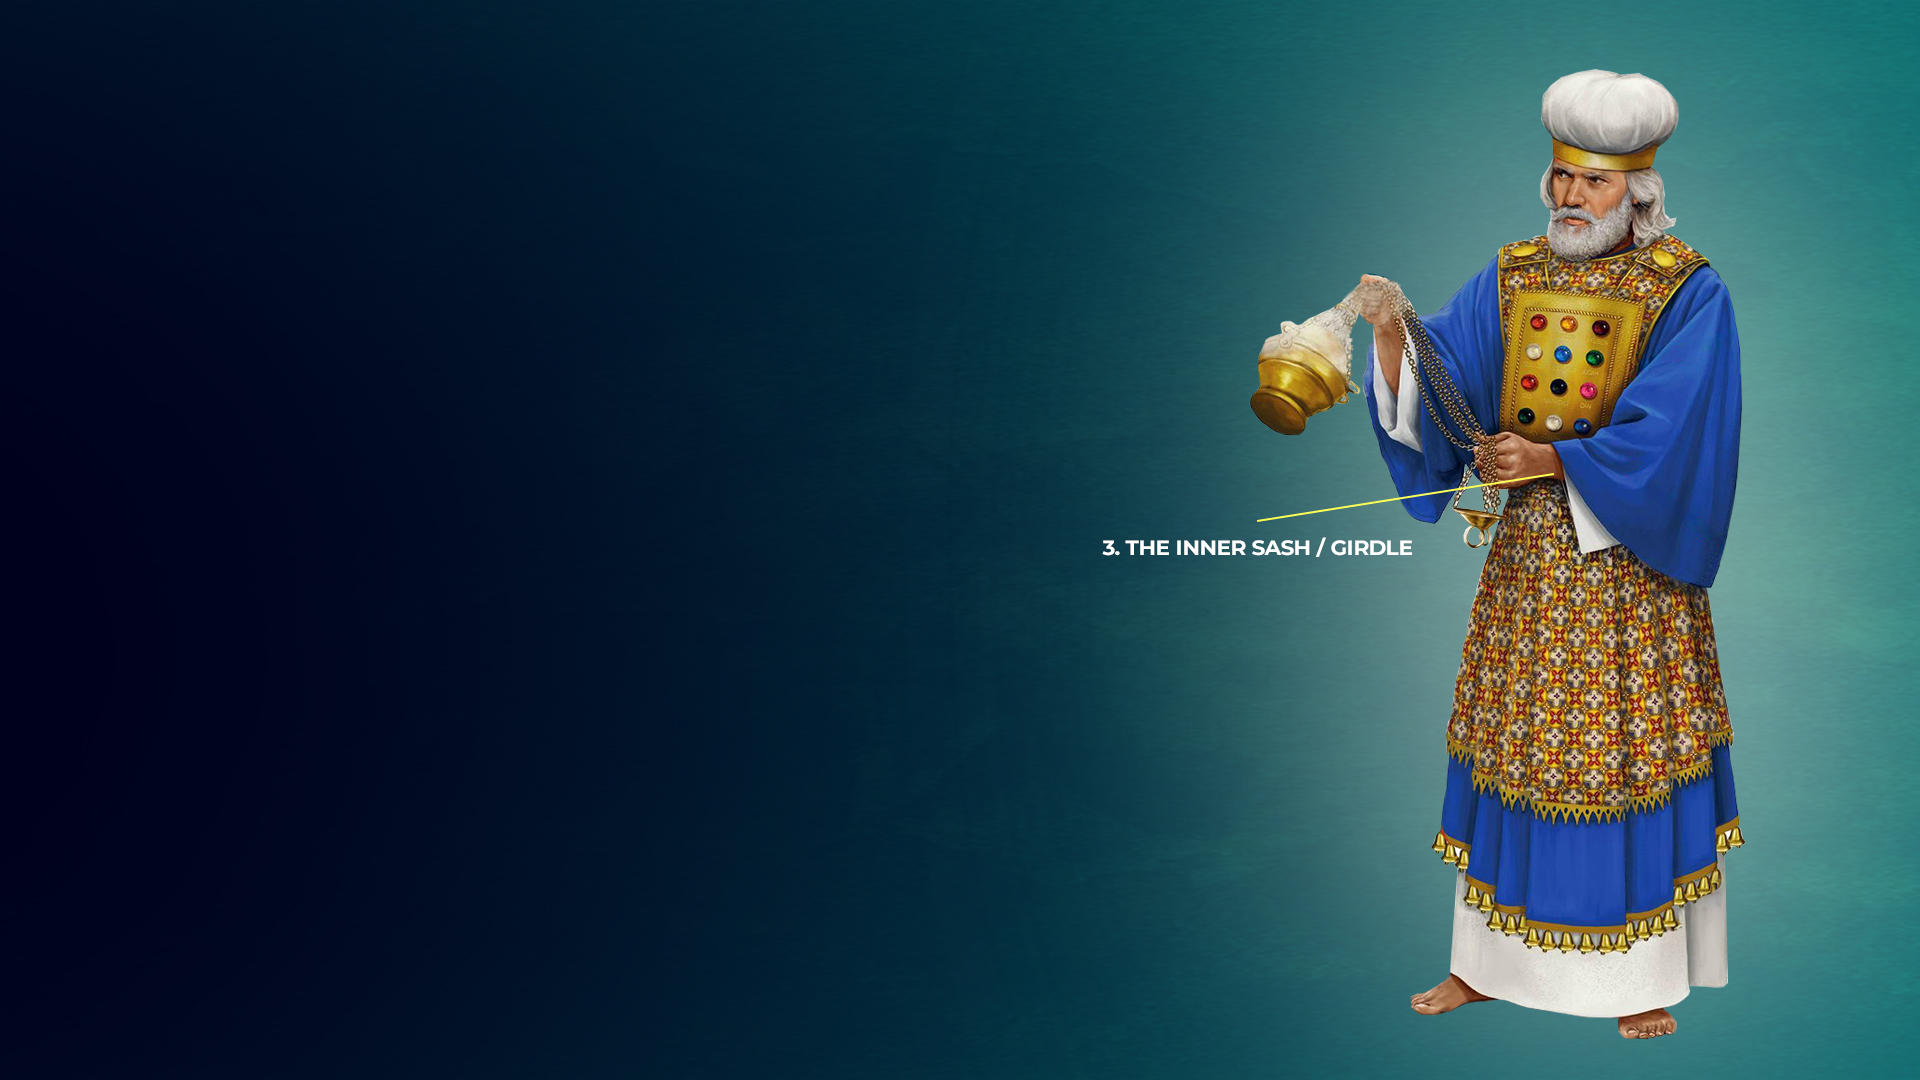 3. THE INNER SASH / GIRDLE